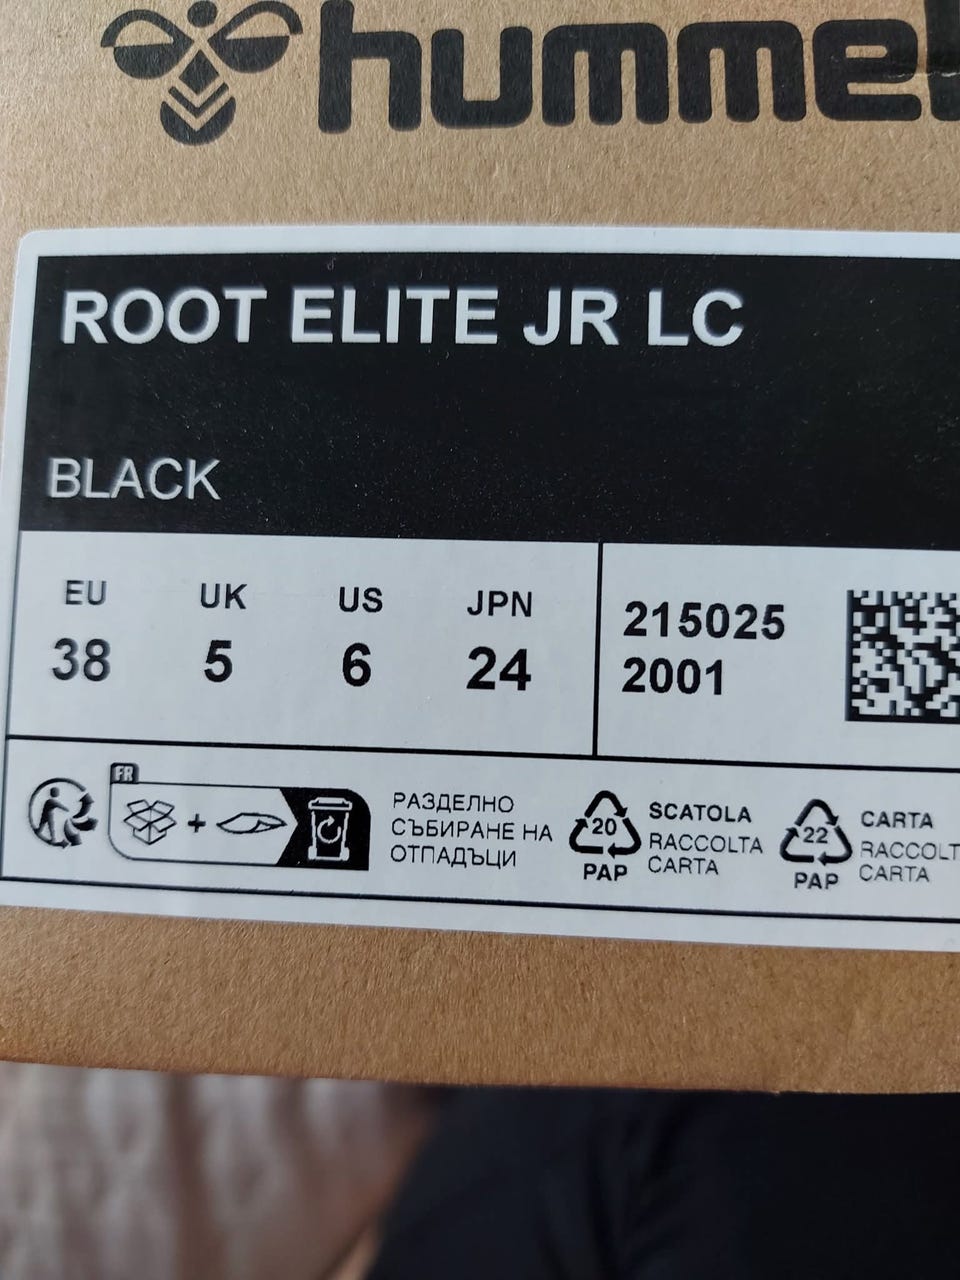 hummel
ROOT ELITE JR LC
BLACK
EU UK US JPN
38 5 6 24
215025
2001
FR
РАЗДЕЛНО
СЪБИРАНЕ НА
ОТПАДЪЦИ
20
PAP
SCATOLA
RACCOLTA
CARTA
22
PAP
CARTA
RACCOLT
CARTA